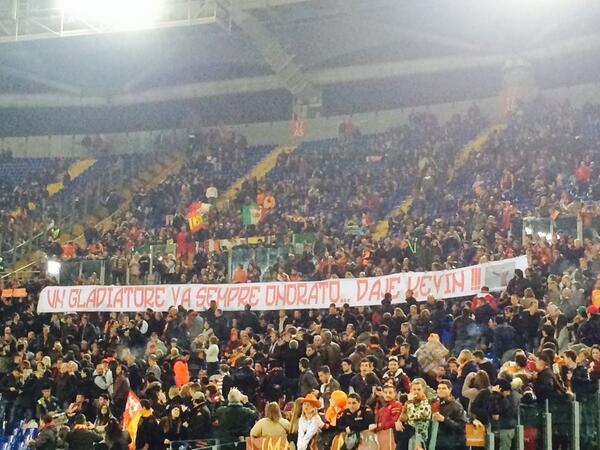 UN GLADIATORE VA SEMPRE ONORATO... DAJE KEVIN !!!